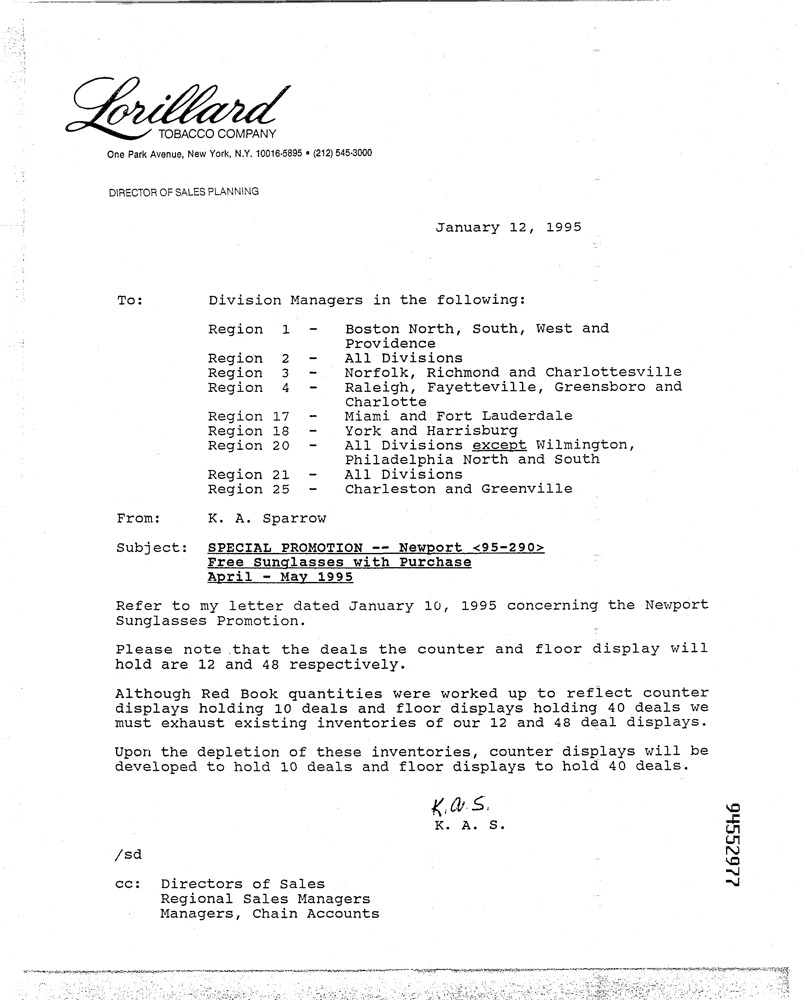 Lorillard
TOBACCO COMPANY
One Park Avenue, New York, N.Y. 10016-5895 • (212) 545-3000
DIRECTOR OF SALES PLANNING
January 12, 1995
To: Division Managers in the following:
Region 1 - Boston North, South, West and
Providence
Region 2 - All Divisions
Region 3 - Norfolk, Richmond and Charlottesville
Region 4 - Raleigh, Fayetteville, Greensboro and
Charlotte
Region 17 - Miami and Fort Lauderdale
Region 18 - York and Harrisburg
Region 20 - All Divisions except Wilmington,
Philadelphia North and South
Region 21 - All Divisions
Region 25 - Charleston and Greenville
From: K. A. Sparrow
Subject: SPECIAL PROMOTION -- Newport <95-290>
Free Sunglasses with Purchase
April - May 1995
Refer to my letter dated January 10, 1995 concerning the Newport
Sunglasses Promotion.
Please note that the deals the counter and floor display will
hold are 12 and 48 respectively.
Although Red Book quantities were worked up to reflect counter
displays holding 10 deals and floor displays holding 40 deals we
must exhaust existing inventories of our 12 and 48 deal displays.
Upon the depletion of these inventories, counter displays will be
developed to hold 10 deals and floor displays to hold 40 deals.
K.A.S.
K. A. S.
/sd
cc: Directors of Sales
Regional Sales Managers
Managers, Chain Accounts
94552977